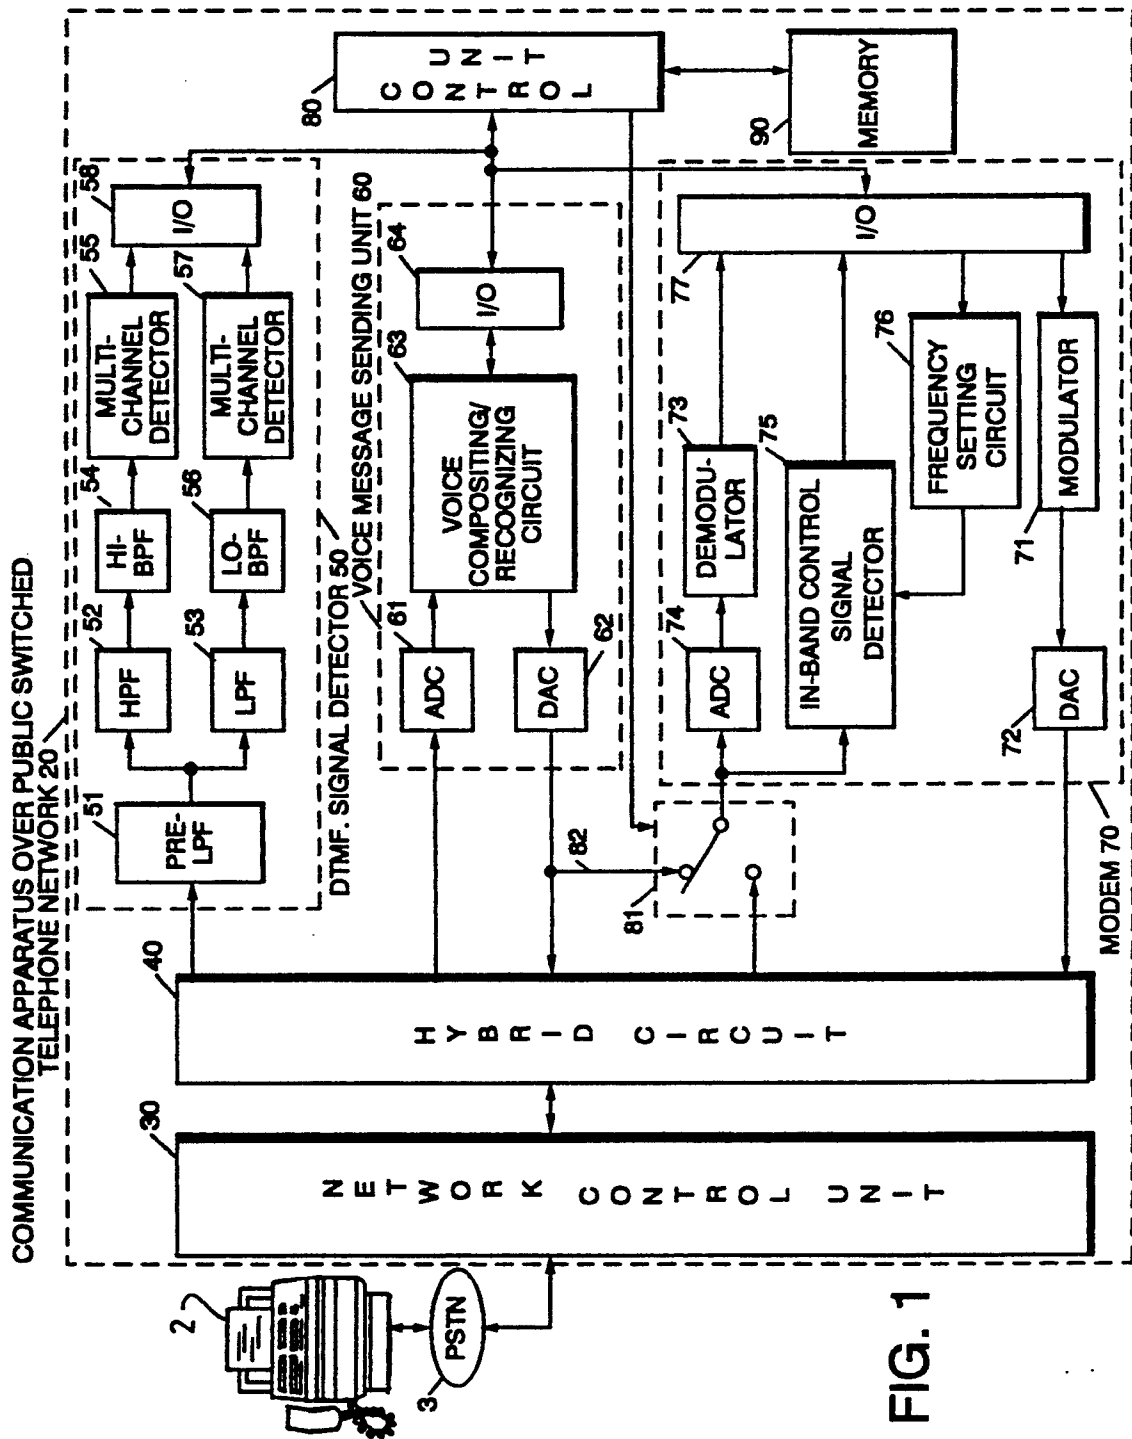 COMMUNICATION APPARATUS OVER PUBLIC SWITCHED
TELEPHONE NETWORK 20
2
PSTN
3
30
NETWORK CONTROL UNIT
40
HYBRID CIRCUIT
51
PRE-
LPF
52
HPF
53
LPF
54
HI-
BPF
56
LO-
BPF
55
MULTI-
CHANNEL
DETECTOR
57
MULTI-
CHANNEL
DETECTOR
58
I/O
DTMF. SIGNAL DETECTOR 50
VOICE MESSAGE SENDING UNIT 60
61
ADC
62
DAC
63
VOICE
COMPOSITING/
RECOGNIZING
CIRCUIT
64
I/O
80
UNIT
CONTROL
90
MEMORY
81
82
74
ADC
73
DEMODU-
LATOR
75
IN-BAND CONTROL
SIGNAL
DETECTOR
76
FREQUENCY
SETTING
CIRCUIT
77
I/O
71
MODULATOR
72
DAC
MODEM 70
FIG. 1